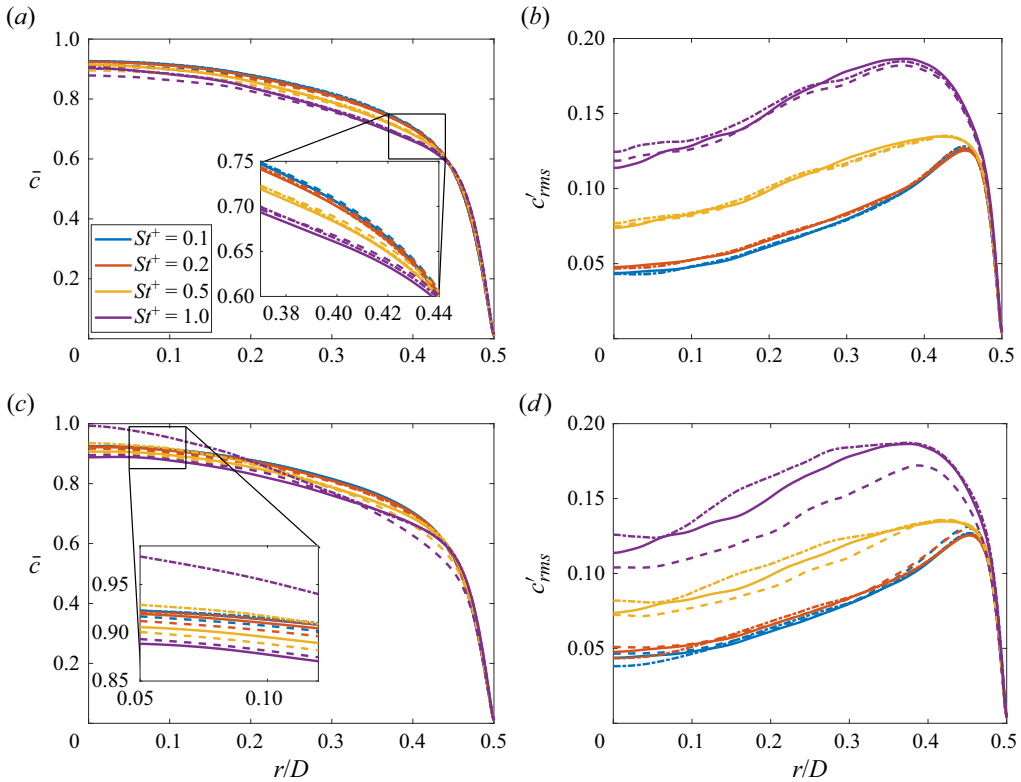 (a)
(b)
1.0
0.8
0.6
0.4
0.2
0
c̄
0.75
0.70
0.65
0.60
0.38 0.40 0.42 0.44
St+ = 0.1
St+ = 0.2
St+ = 0.5
St+ = 1.0
0.1 0.2 0.3 0.4 0.5
0.20
0.15
0.10
0.05
0
c′rms
0.1 0.2 0.3 0.4 0.5
(c)
(d)
1.0
0.8
0.6
0.4
0.2
0
c̄
0.95
0.90
0.85
0.05 0.10
0.1 0.2 0.3 0.4 0.5
r/D
0.20
0.15
0.10
0.05
0
c′rms
0.1 0.2 0.3 0.4 0.5
r/D